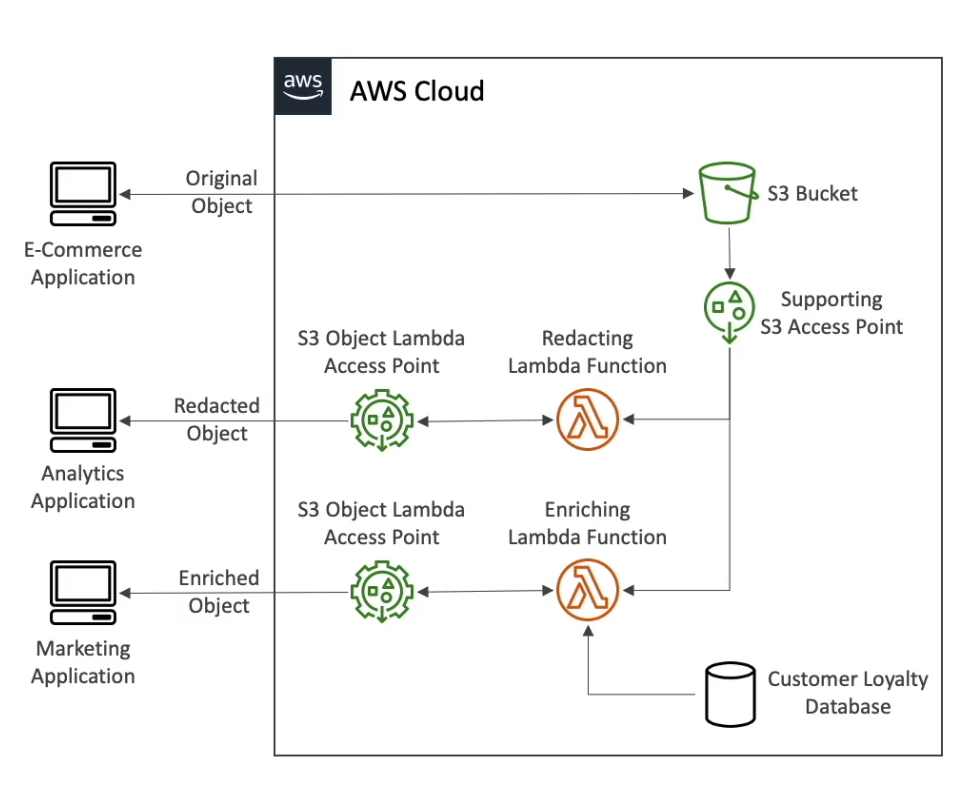 aws
AWS Cloud
Original
Object
S3 Bucket
E-Commerce
Application
Supporting
S3 Access Point
S3 Object Lambda
Access Point
Redacting
Lambda Function
Redacted
Object
Analytics
Application
S3 Object Lambda
Access Point
Enriching
Lambda Function
Enriched
Object
Marketing
Application
Customer Loyalty
Database